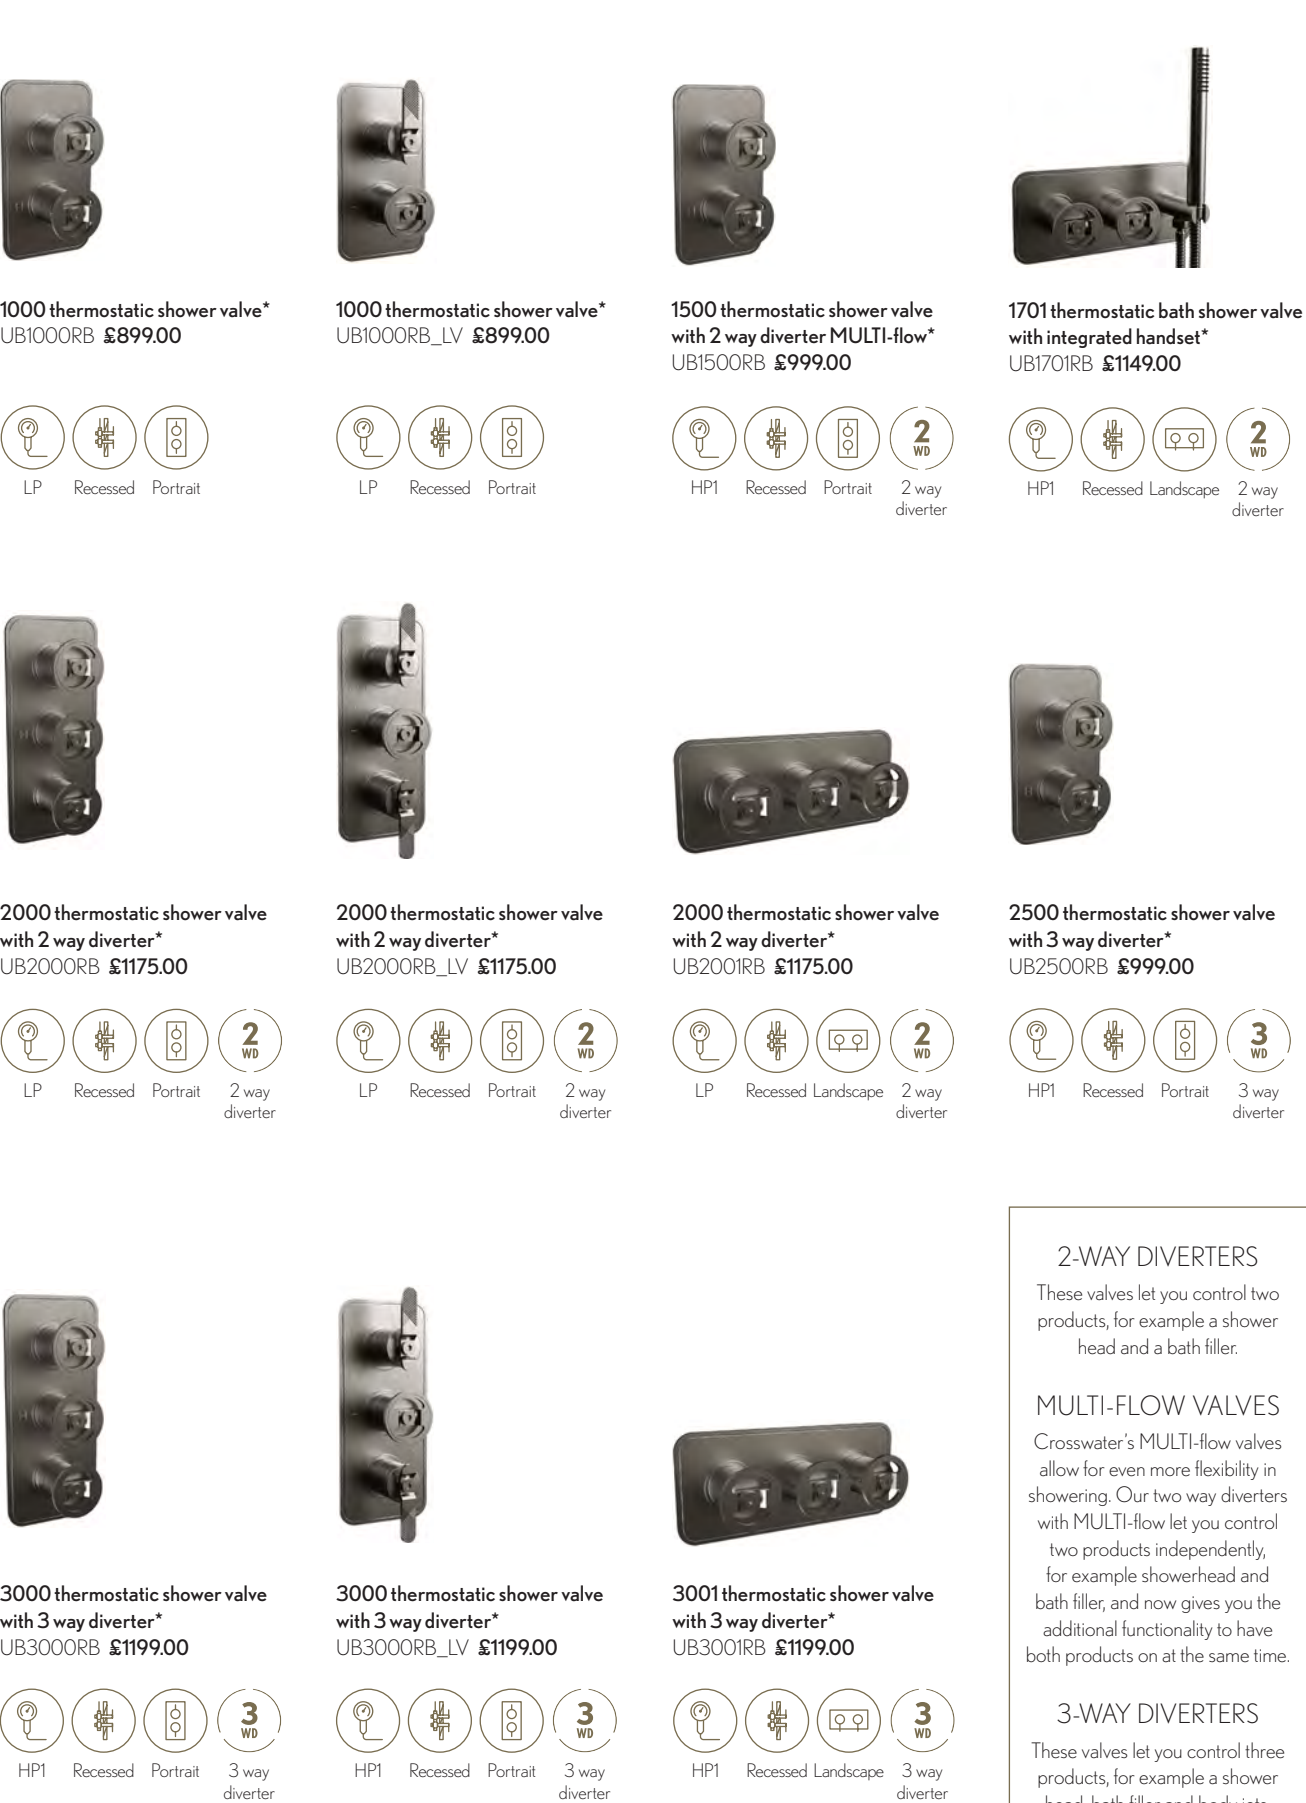 1000 thermostatic shower valve*
UB1000RB £899.00
LP
Recessed
Portrait
1000 thermostatic shower valve*
UB1000RB_LV £899.00
LP
Recessed
Portrait
1500 thermostatic shower valve
with 2 way diverter MULTI-flow*
UB1500RB £999.00
2
WD
HP1
Recessed
Portrait
2 way
diverter
1701 thermostatic bath shower valve
with integrated handset*
UB1701RB £1149.00
2
WD
HP1
Recessed
Landscape
2 way
diverter
2000 thermostatic shower valve
with 2 way diverter*
UB2000RB £1175.00
2
WD
LP
Recessed
Portrait
2 way
diverter
2000 thermostatic shower valve
with 2 way diverter*
UB2000RB_LV £1175.00
2
WD
LP
Recessed
Portrait
2 way
diverter
2000 thermostatic shower valve
with 2 way diverter*
UB2001RB £1175.00
2
WD
LP
Recessed
Landscape
2 way
diverter
2500 thermostatic shower valve
with 3 way diverter*
UB2500RB £999.00
3
WD
HP1
Recessed
Portrait
3 way
diverter
3000 thermostatic shower valve
with 3 way diverter*
UB3000RB £1199.00
3
WD
HP1
Recessed
Portrait
3 way
diverter
3000 thermostatic shower valve
with 3 way diverter*
UB3000RB_LV £1199.00
3
WD
HP1
Recessed
Portrait
3 way
diverter
3001 thermostatic shower valve
with 3 way diverter*
UB3001RB £1199.00
3
WD
HP1
Recessed
Landscape
3 way
diverter
2-WAY DIVERTERS
These valves let you control two
products, for example a shower
head and a bath filler.
MULTI-FLOW VALVES
Crosswater's MULTI-flow valves
allow for even more flexibility in
showering. Our two way diverters
with MULTI-flow let you control
two products independently,
for example showerhead and
bath filler, and now gives you the
additional functionality to have
both products on at the same time.
3-WAY DIVERTERS
These valves let you control three
products, for example a shower
head, bath filler and body jets.